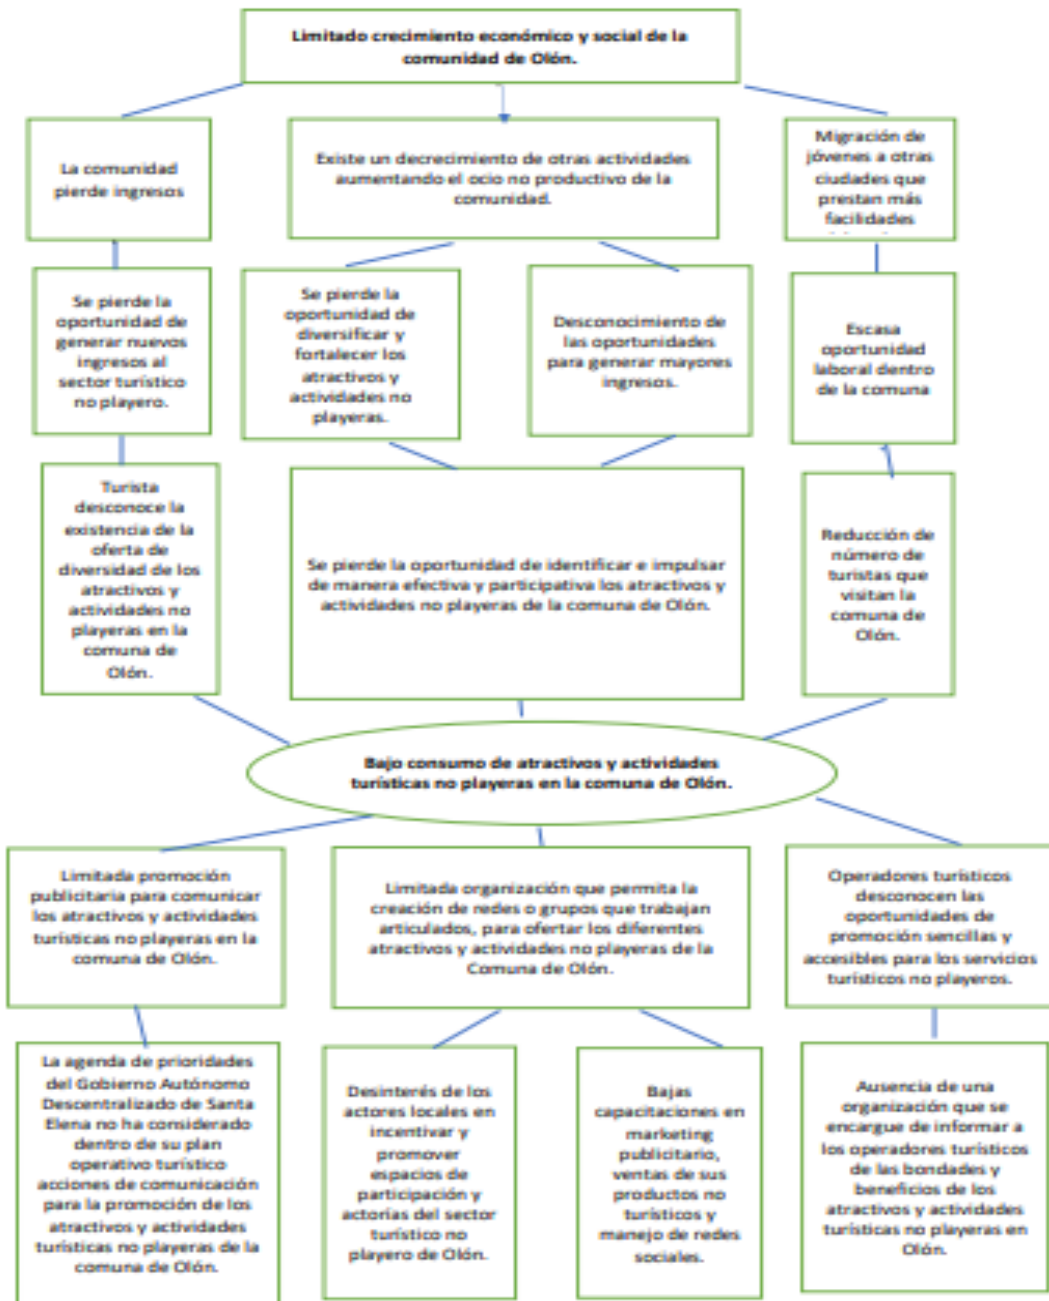 Limitado crecimiento económico y social de la
comunidad de Olón.
La comunidad
pierde ingresos
Existe un decrecimiento de otras actividades
aumentando el ocio no productivo de la
comunidad.
Migración de
jóvenes a otras
ciudades que
prestan más
facilidades
Se pierde la
oportunidad de
generar nuevos
ingresos al
sector turístico
no playero.
Se pierde la
oportunidad de
diversificar y
fortalecer los
atractivos y
actividades no
playeras.
Desconocimiento de
las oportunidades
para generar mayores
ingresos.
Escasa
oportunidad
laboral dentro
de la comuna
Turista
desconoce la
existencia de la
oferta de
diversidad de los
atractivos y
actividades no
playeras en la
comuna de
Olón.
Se pierde la oportunidad de identificar e impulsar
de manera efectiva y participativa los atractivos y
actividades no playeras de la comuna de Olón.
Reducción de
número de
turistas que
visitan la
comuna de
Olón.
Bajo consumo de atractivos y actividades
turísticas no playeras en la comuna de Olón.
Limitada promoción
publicitaria para comunicar
los atractivos y actividades
turísticas no playeras en la
comuna de Olón.
Limitada organización que permita la
creación de redes o grupos que trabajan
articulados, para ofertar los diferentes
atractivos y actividades no playeras de la
Comuna de Olón.
Operadores turísticos
desconocen las
oportunidades de
promoción sencillas y
accesibles para los servicios
turísticos no playeros.
La agenda de prioridades
del Gobierno Autónomo
Descentralizado de Santa
Elena no ha considerado
dentro de su plan
operativo turístico
acciones de comunicación
para la promoción de los
atractivos y actividades
turísticas no playeras de la
comuna de Olón.
Desinterés de los
actores locales en
incentivar y
promover
espacios de
participación y
actorías del sector
turístico no
playero de Olón.
Bajas
capacitaciones en
marketing
publicitario,
ventas de sus
productos no
turísticos y
manejo de redes
sociales.
Ausencia de una
organización que se
encargue de informar a
los operadores turísticos
de las bondades y
beneficios de los
atractivos y actividades
turísticas no playeras en
Olón.